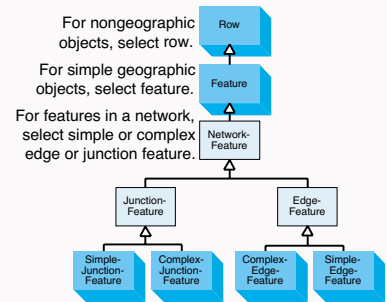 For nongeographic
objects, select row.
Row
For simple geographic
objects, select feature.
Feature
For features in a network,
select simple or complex
edge or junction feature.
Network-
Feature
Junction-
Feature
Edge-
Feature
Simple-
Junction-
Feature
Complex-
Junction-
Feature
Complex-
Edge-
Feature
Simple-
Edge-
Feature